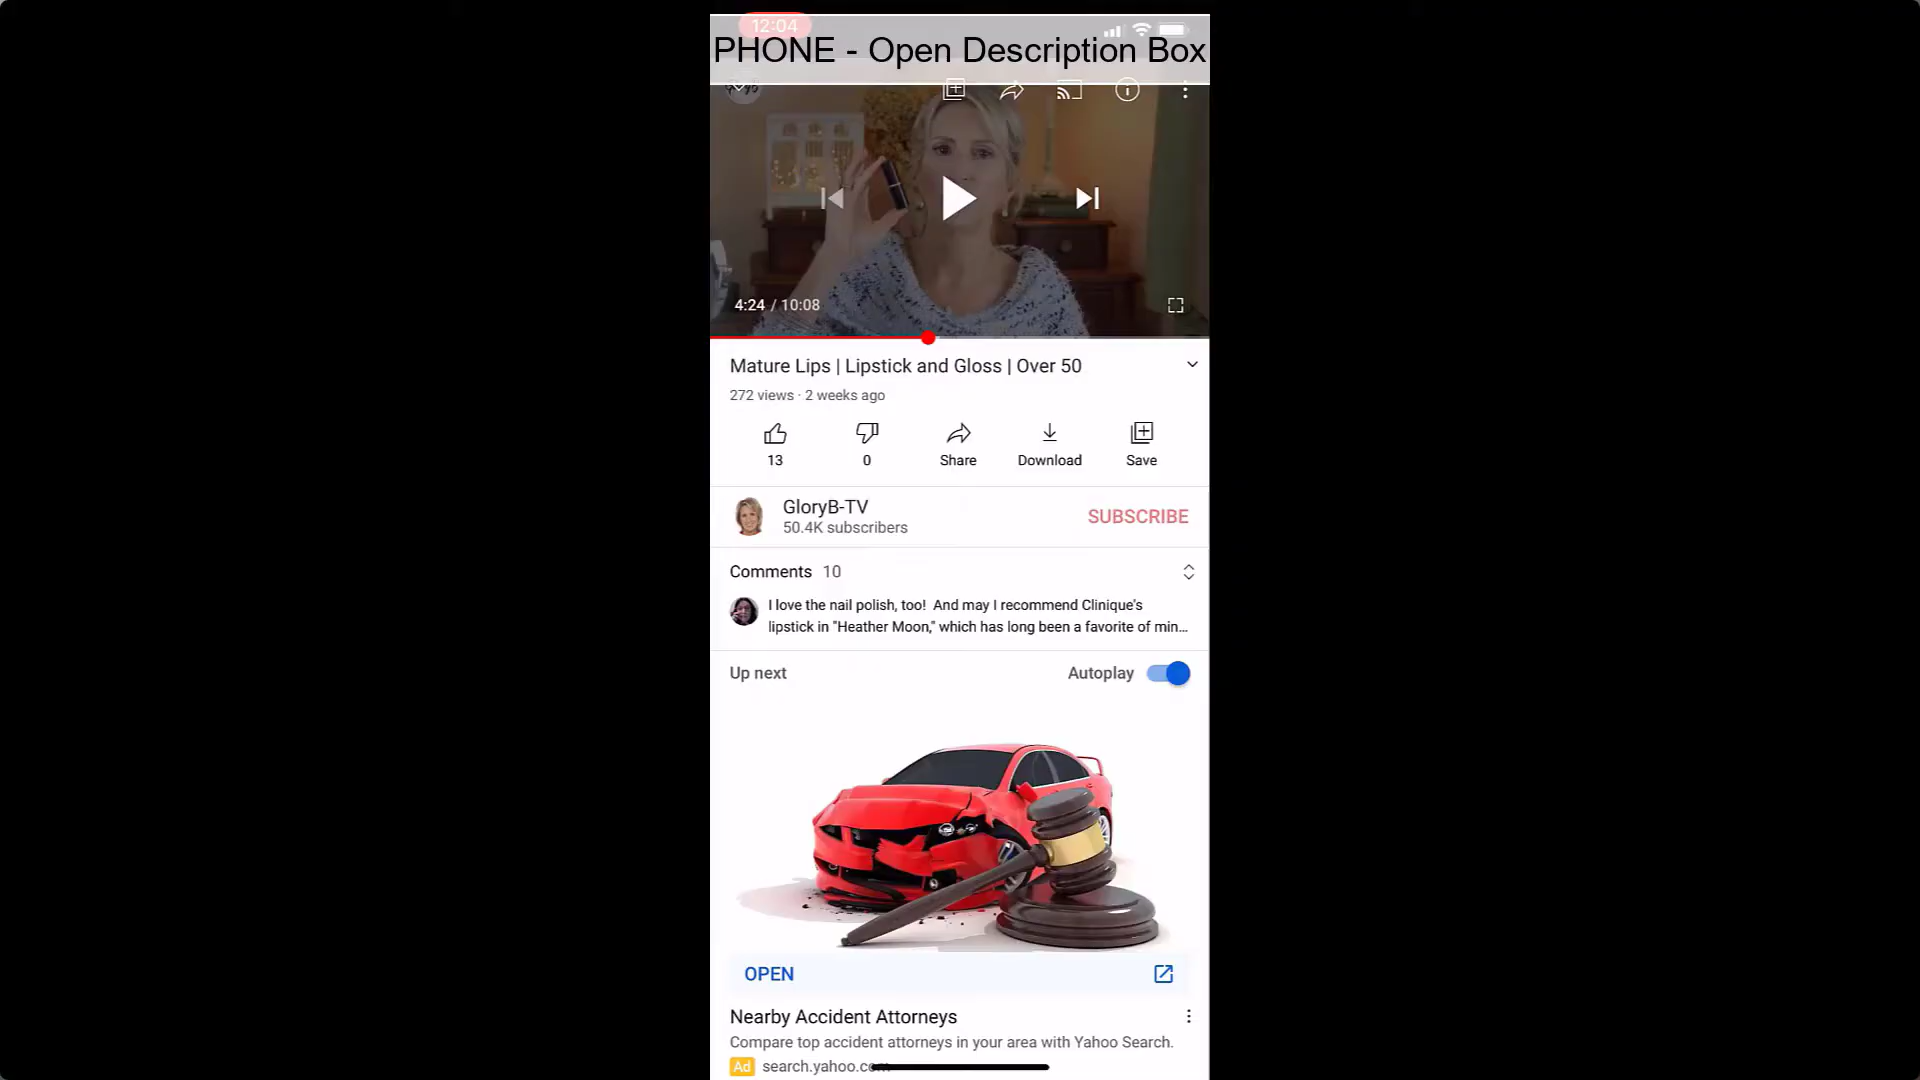 12:04
PHONE - Open Description Box
4:24 / 10:08
Mature Lips | Lipstick and Gloss | Over 50
272 views · 2 weeks ago
13
0
Share
Download
Save
GloryB-TV
50.4K subscribers
SUBSCRIBE
Comments 10
I love the nail polish, too! And may I recommend Clinique's
lipstick in "Heather Moon," which has long been a favorite of min...
Up next
Autoplay
OPEN
Nearby Accident Attorneys
Compare top accident attorneys in your area with Yahoo Search.
Ad search.yahoo.co